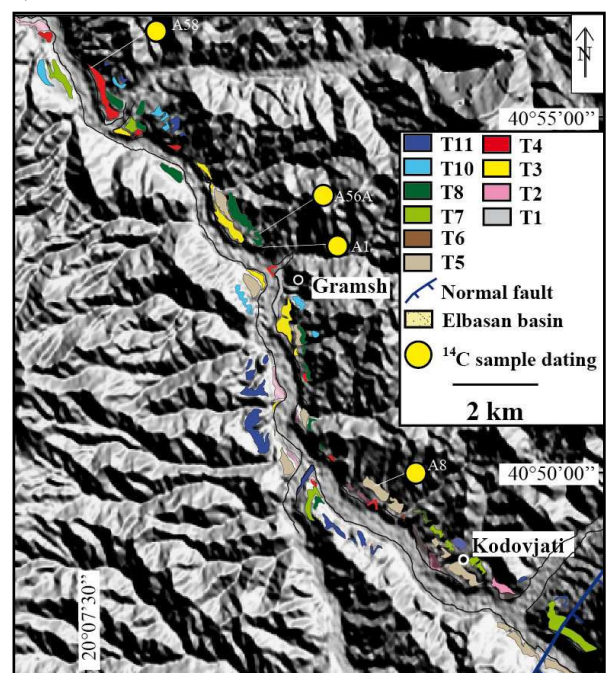 A58
N
40°55'00''
T11
T4
T10
T3
T8
T2
T7
T1
T6
T5
Normal fault
Elbasan basin
¹⁴C sample dating
2 km
A56A
A1
Gramsh
A8
40°50'00''
Kodovjati
20°07'30''